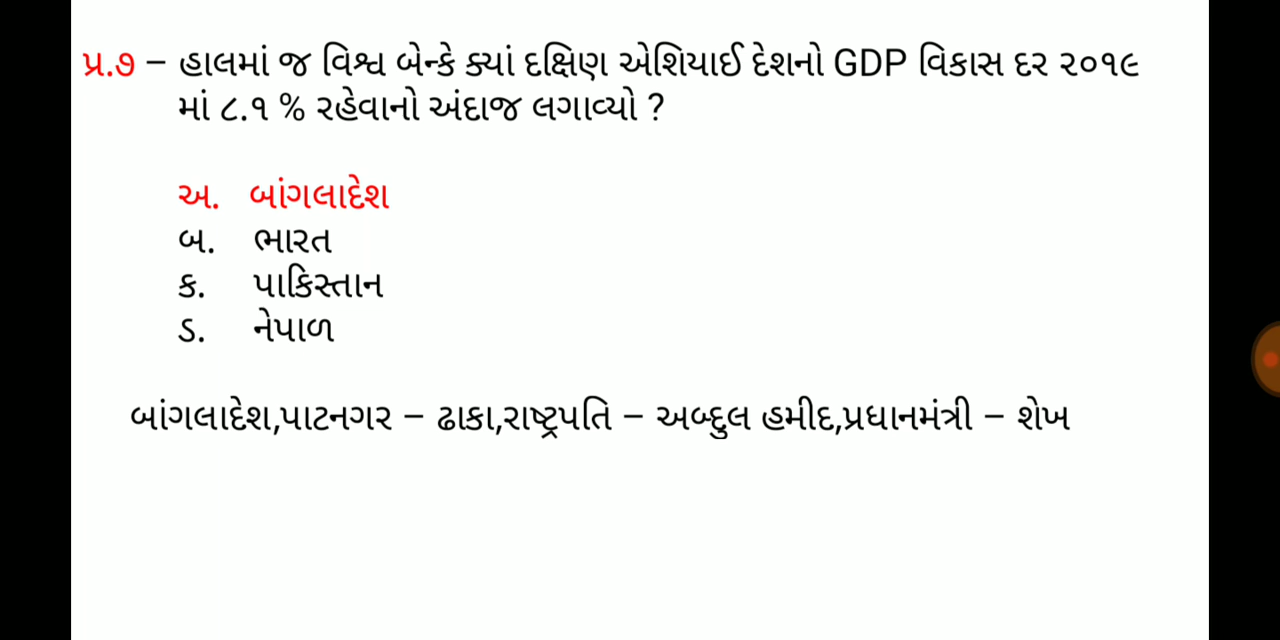 પ્ર.૭ – હાલમાં જ વિશ્વ બેન્કે ક્યાં દક્ષિણ એશિયાઈ દેશનો GDP વિકાસ દર ૨૦૧૯
માં ૮.૧ % રહેવાનો અંદાજ લગાવ્યો ?
અ. બાંગલાદેશ
બ. ભારત
ક. પાકિસ્તાન
ડ. નેપાળ
બાંગલાદેશ,પાટનગર – ઢાકા,રાષ્ટ્રપતિ – અબ્દુલ હમીદ,પ્રધાનમંત્રી – શેખ